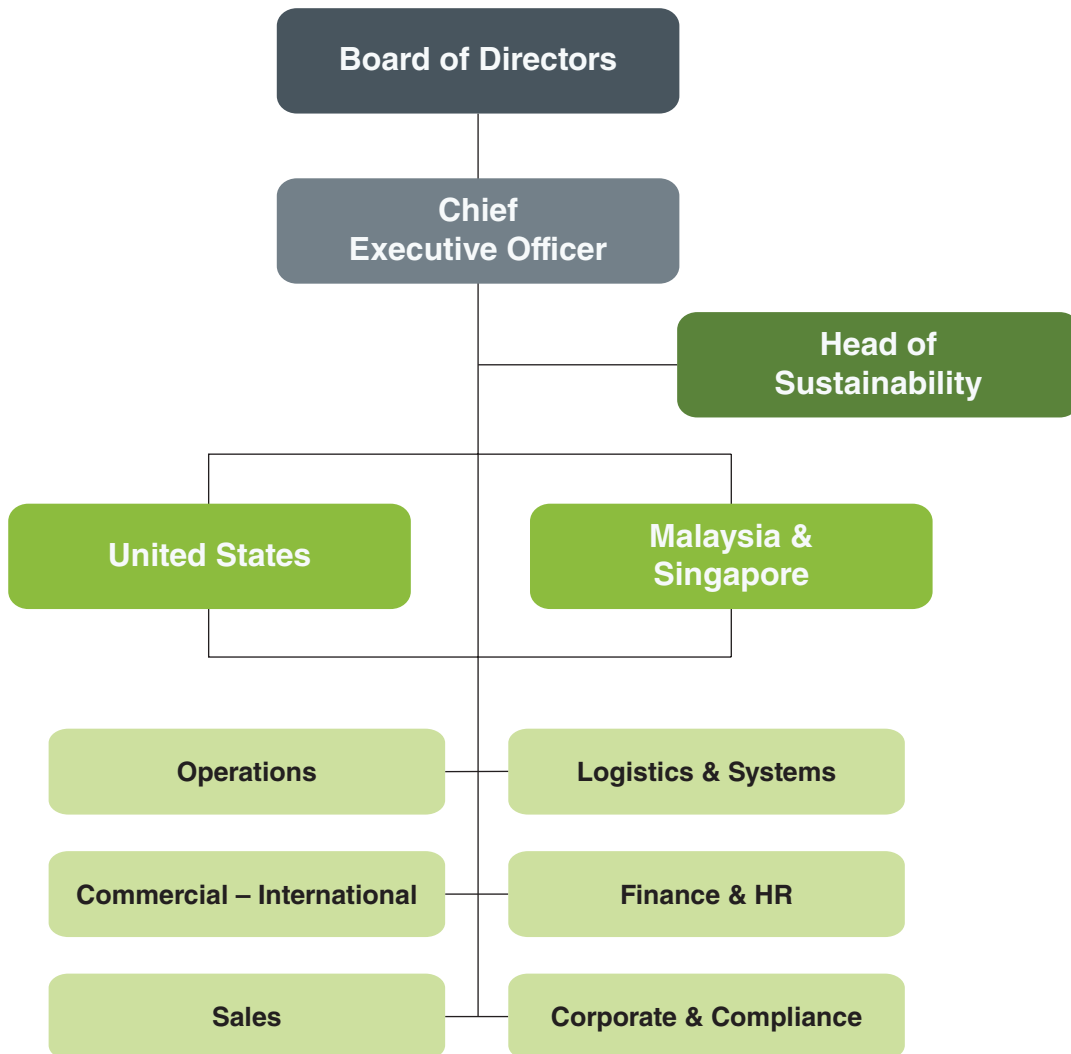 Board of Directors
Chief
Executive Officer
Head of
Sustainability
United States
Malaysia &
Singapore
Operations
Logistics & Systems
Commercial – International
Finance & HR
Sales
Corporate & Compliance